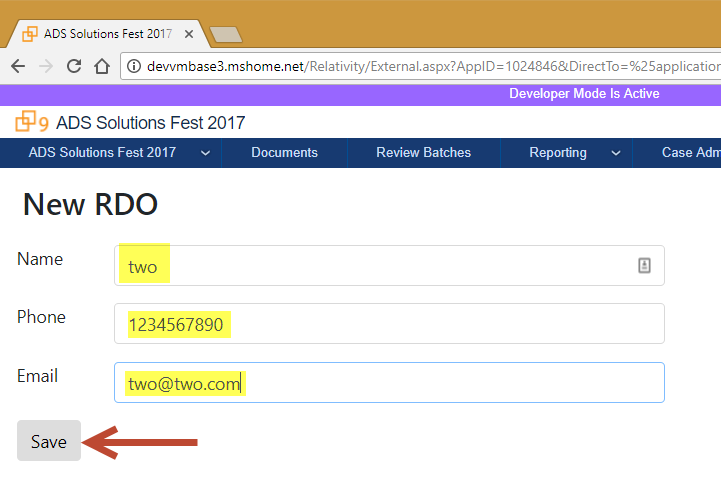 ADS Solutions Fest 2017
devvmbase3.mshome.net/Relativity/External.aspx?AppID=1024846&DirectTo=%25application
Developer Mode Is Active
9 ADS Solutions Fest 2017
ADS Solutions Fest 2017 Documents Review Batches Reporting Case Adm
New RDO
Name two
Phone 1234567890
Email two@two.com
Save